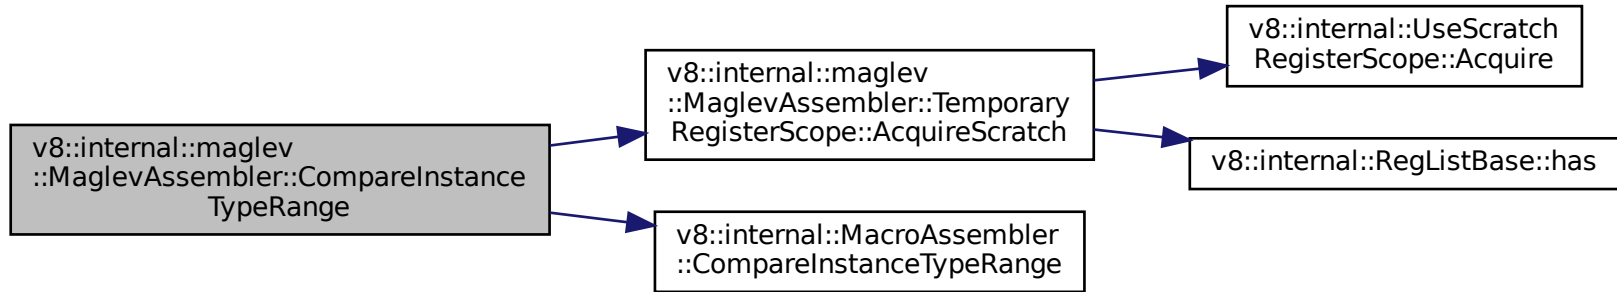 v8::internal::maglev
::MaglevAssembler::CompareInstance
TypeRange
v8::internal::maglev
::MaglevAssembler::Temporary
RegisterScope::AcquireScratch
v8::internal::UseScratch
RegisterScope::Acquire
v8::internal::RegListBase::has
v8::internal::MacroAssembler
::CompareInstanceTypeRange